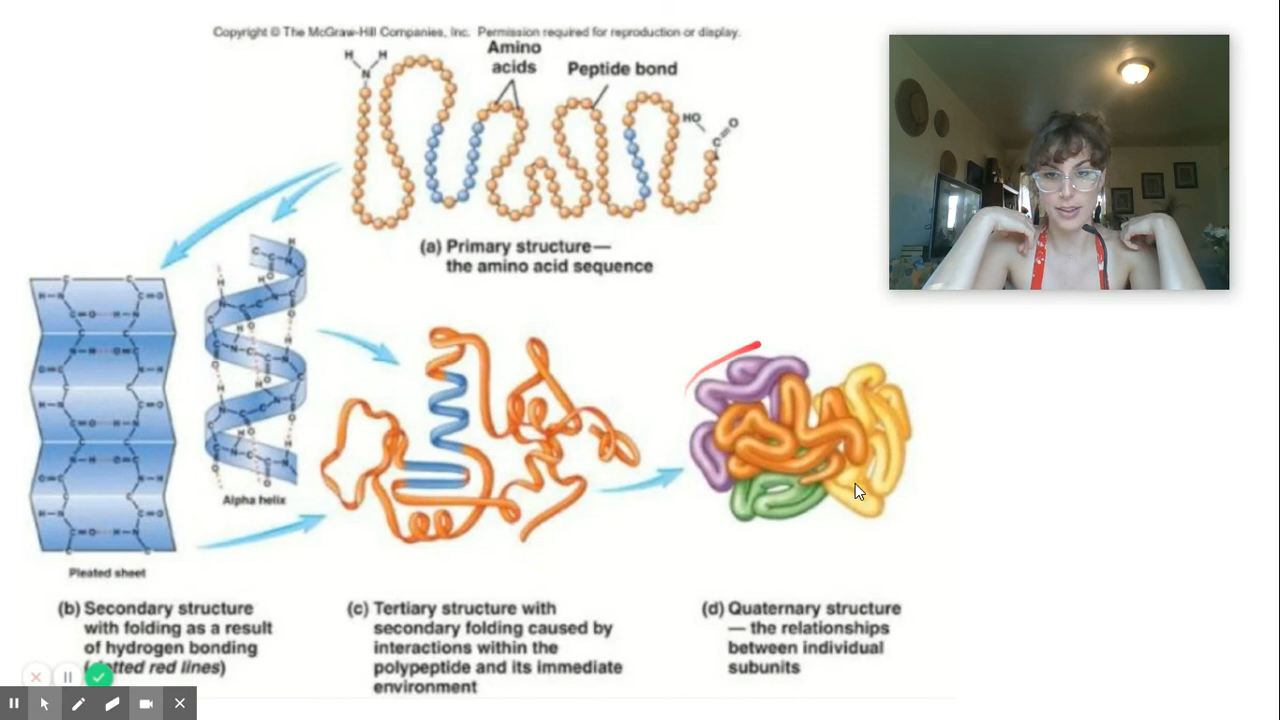 Copyright © The McGraw-Hill Companies, Inc. Permission required for reproduction or display.
Amino
acids
Peptide bond
H H
N
HO
O
C
(a) Primary structure—
the amino acid sequence
Alpha helix
Pleated sheet
(b) Secondary structure
with folding as a result
of hydrogen bonding
(dotted red lines)
(c) Tertiary structure with
secondary folding caused by
interactions within the
polypeptide and its immediate
environment
(d) Quaternary structure
— the relationships
between individual
subunits